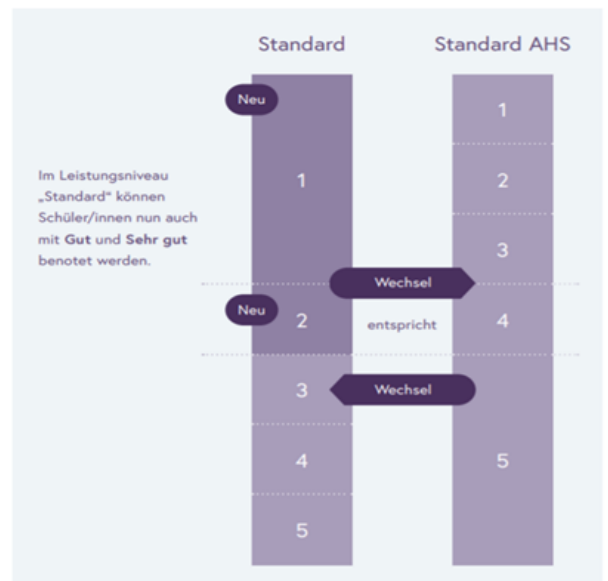 Standard
Standard AHS
Neu
1
1
Im Leistungsniveau
„Standard" können
Schüler/innen nun auch
mit Gut und Sehr gut
benotet werden.
2
3
Wechsel
Neu
2
entspricht
4
3
Wechsel
4
5
5